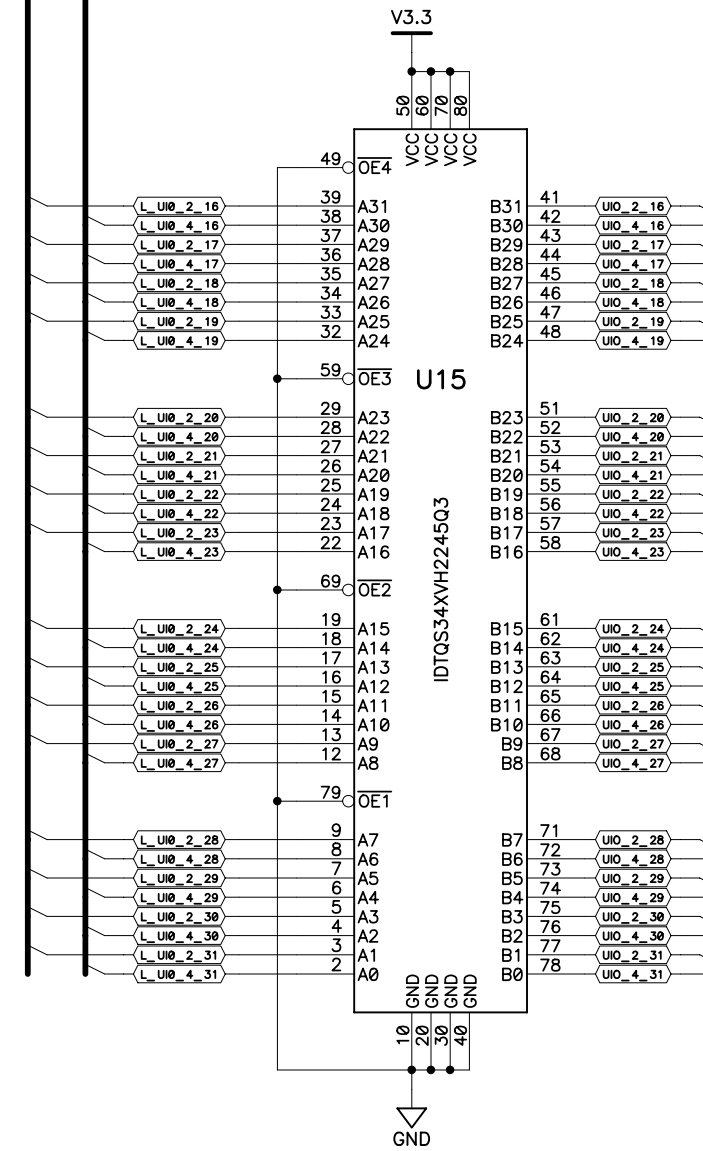 V3.3
50 60 70 80
VCC VCC VCC VCC
49 OE4
L_UI0_2_16 39 A31 B31 41 UIO_2_16
L_UI0_4_16 38 A30 B30 42 UIO_4_16
L_UI0_2_17 37 A29 B29 43 UIO_2_17
L_UI0_4_17 36 A28 B28 44 UIO_4_17
L_UI0_2_18 35 A27 B27 45 UIO_2_18
L_UI0_4_18 34 A26 B26 46 UIO_4_18
L_UI0_2_19 33 A25 B25 47 UIO_2_19
L_UI0_4_19 32 A24 B24 48 UIO_4_19
59 OE3 U15
L_UI0_2_20 29 A23 B23 51 UIO_2_20
L_UI0_4_20 28 A22 B22 52 UIO_4_20
L_UI0_2_21 27 A21 B21 53 UIO_2_21
L_UI0_4_21 26 A20 B20 54 UIO_4_21
L_UI0_2_22 25 A19 B19 55 UIO_2_22
L_UI0_4_22 24 A18 B18 56 UIO_4_22
L_UI0_2_23 23 A17 B17 57 UIO_2_23
L_UI0_4_23 22 A16 B16 58 UIO_4_23
IDTQS34XVH2245Q3
69 OE2
L_UI0_2_24 19 A15 B15 61 UIO_2_24
L_UI0_4_24 18 A14 B14 62 UIO_4_24
L_UI0_2_25 17 A13 B13 63 UIO_2_25
L_UI0_4_25 16 A12 B12 64 UIO_4_25
L_UI0_2_26 15 A11 B11 65 UIO_2_26
L_UI0_4_26 14 A10 B10 66 UIO_4_26
L_UI0_2_27 13 A9 B9 67 UIO_2_27
L_UI0_4_27 12 A8 B8 68 UIO_4_27
79 OE1
L_UI0_2_28 9 A7 B7 71 UIO_2_28
L_UI0_4_28 8 A6 B6 72 UIO_4_28
L_UI0_2_29 7 A5 B5 73 UIO_2_29
L_UI0_4_29 6 A4 B4 74 UIO_4_29
L_UI0_2_30 5 A3 B3 75 UIO_2_30
L_UI0_4_30 4 A2 B2 76 UIO_4_30
L_UI0_2_31 3 A1 B1 77 UIO_2_31
L_UI0_4_31 2 A0 B0 78 UIO_4_31
GND GND GND GND
10 20 30 40
GND